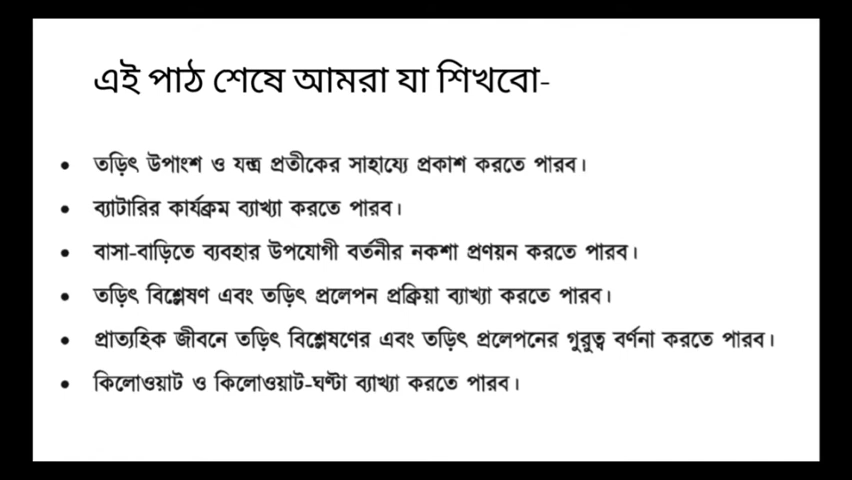 এই পাঠ শেষে আমরা যা শিখবো-
• তড়িৎ উপাংশ ও যন্ত্র প্রতীকের সাহায্যে প্রকাশ করতে পারব।
• ব্যাটারির কার্যক্রম ব্যাখ্যা করতে পারব।
• বাসা-বাড়িতে ব্যবহার উপযোগী বর্তনীর নকশা প্রণয়ন করতে পারব।
• তড়িৎ বিশ্লেষণ এবং তড়িৎ প্রলেপন প্রক্রিয়া ব্যাখ্যা করতে পারব।
• প্রাত্যহিক জীবনে তড়িৎ বিশ্লেষণের এবং তড়িৎ প্রলেপনের গুরুত্ব বর্ণনা করতে পারব।
• কিলোওয়াট ও কিলোওয়াট-ঘণ্টা ব্যাখ্যা করতে পারব।